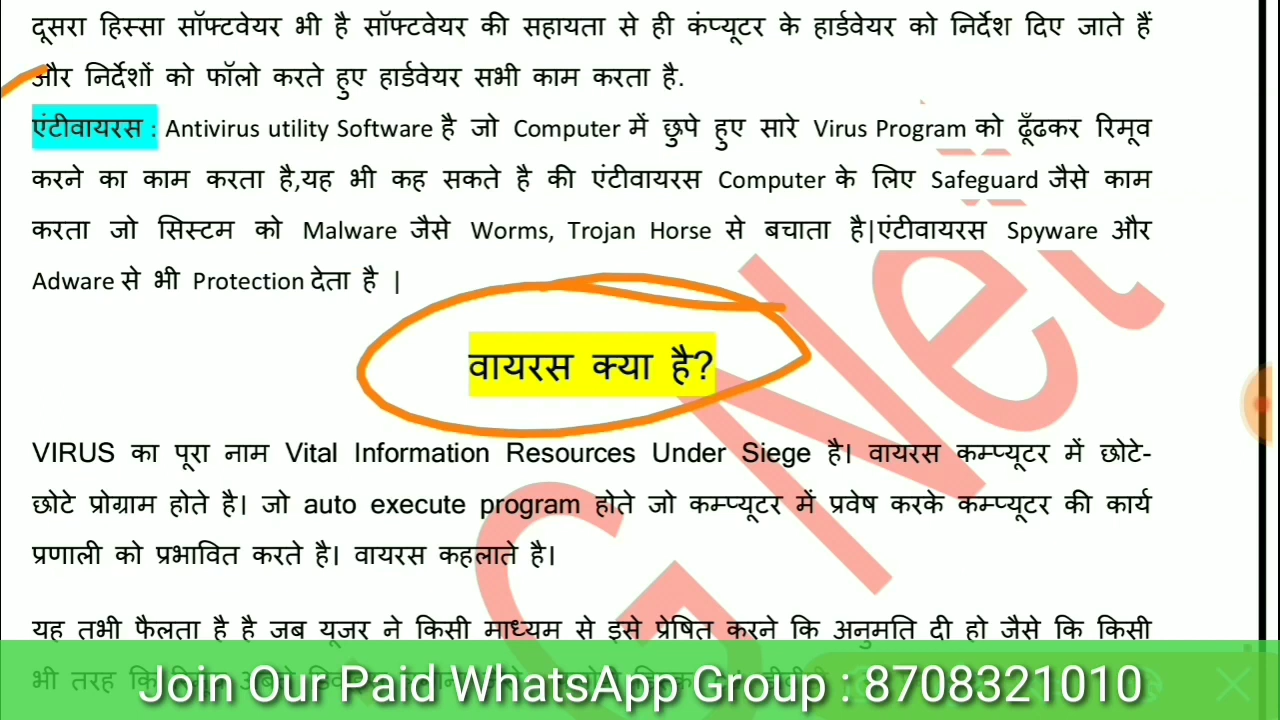 दूसरा हिस्सा सॉफ्टवेयर भी है सॉफ्टवेयर की सहायता से ही कंप्यूटर के हार्डवेयर को निर्देश दिए जाते हैं
और निर्देशों को फॉलो करते हुए हार्डवेयर सभी काम करता है.
एंटीवायरस : Antivirus utility Software है जो Computer में छुपे हुए सारे Virus Program को ढूँढकर रिमूव
करने का काम करता है,यह भी कह सकते है की एंटीवायरस Computer के लिए Safeguard जैसे काम
करता जो सिस्टम को Malware जैसे Worms, Trojan Horse से बचाता है|एंटीवायरस Spyware और
Adware से भी Protection देता है |
वायरस क्या है?
VIRUS का पूरा नाम Vital Information Resources Under Siege है। वायरस कम्प्यूटर में छोटे-
छोटे प्रोग्राम होते है। जो auto execute program होते जो कम्प्यूटर में प्रवेष करके कम्प्यूटर की कार्य
प्रणाली को प्रभावित करते है। वायरस कहलाते है।
यह तभी फैलता है है जब यूजर ने किसी माध्यम से इसे प्रेषित करने कि अनुमति दी हो जैसे कि किसी
भी तरह कि
Join Our Paid WhatsApp Group : 8708321010
G Net